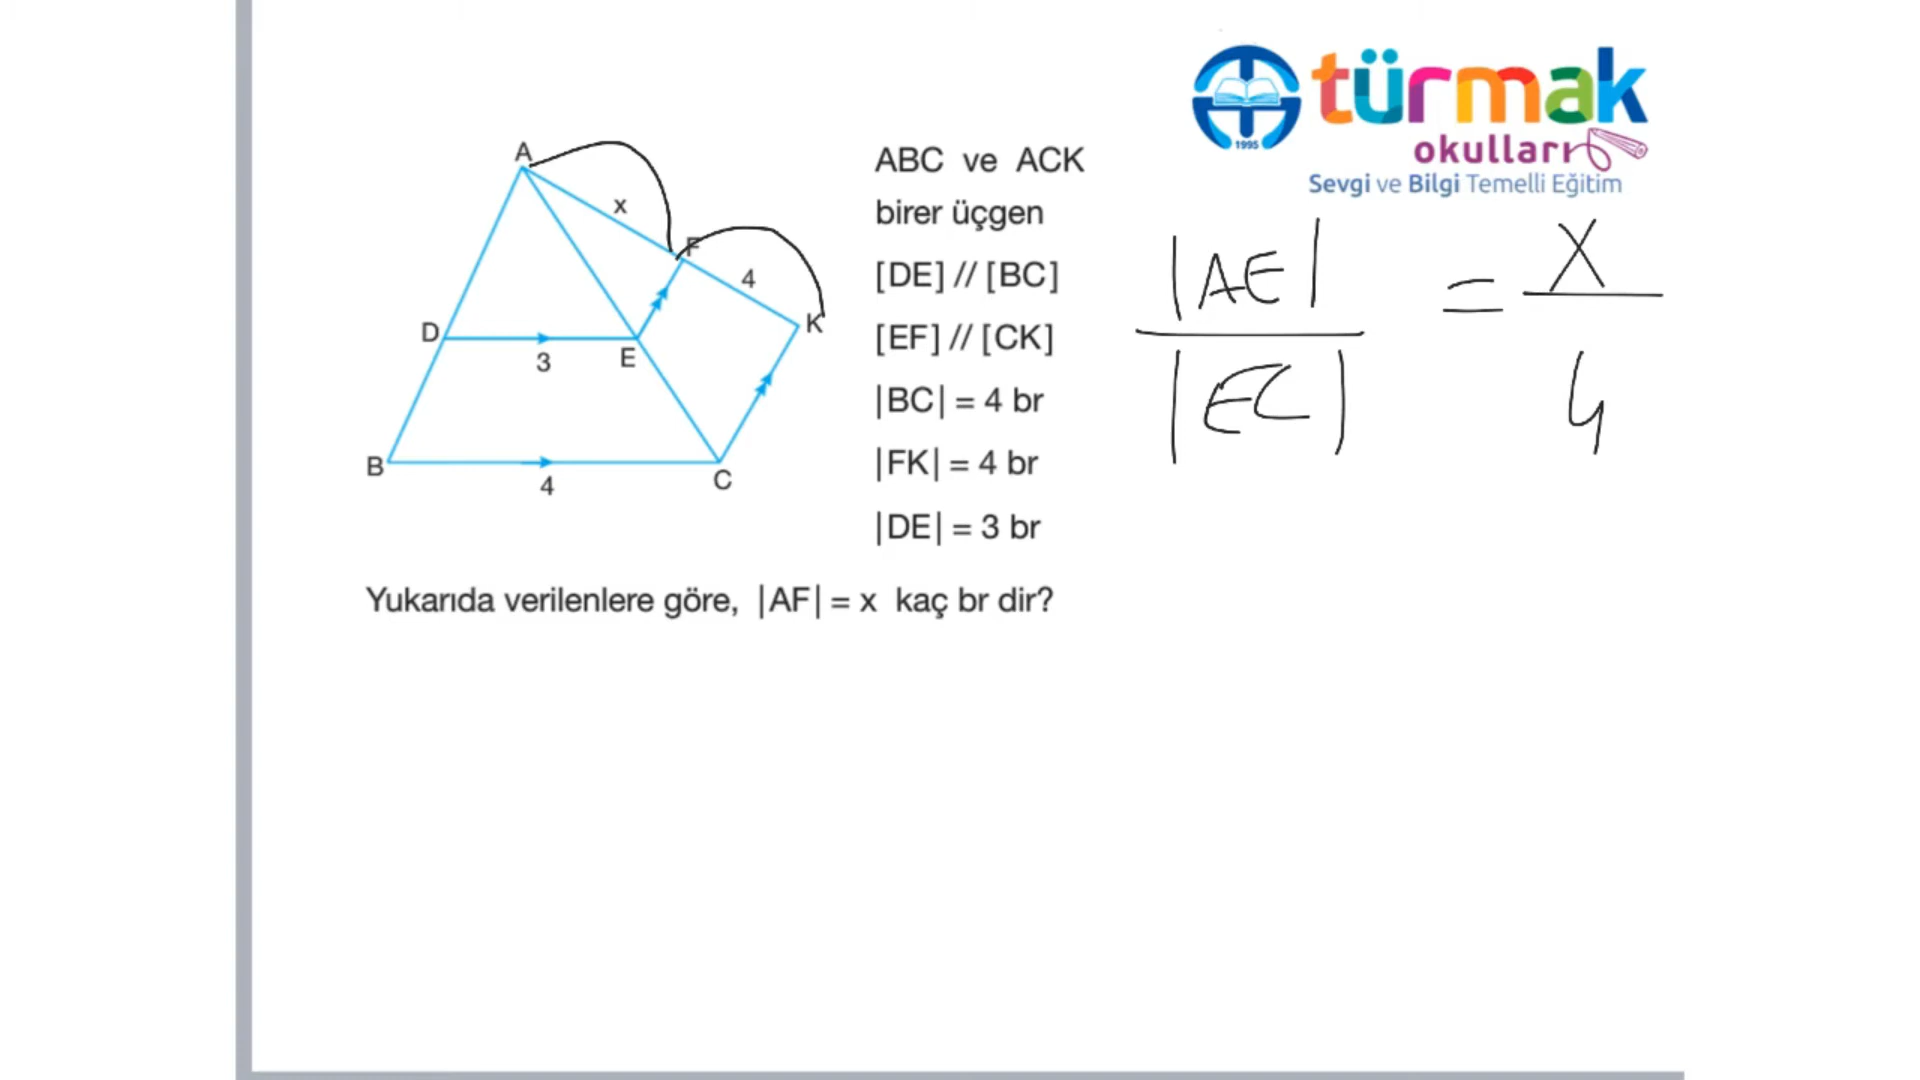 türmak
okulları
1995
Sevgi ve Bilgi Temelli Eğitim
A
x
F
4
K
D
3
E
B
4
C
ABC ve ACK
birer üçgen
[DE] // [BC]
[EF] // [CK]
|BC| = 4 br
|FK| = 4 br
|DE| = 3 br
|AE|
|EC|
=
X
4
Yukarıda verilenlere göre, |AF| = x kaç br dir?